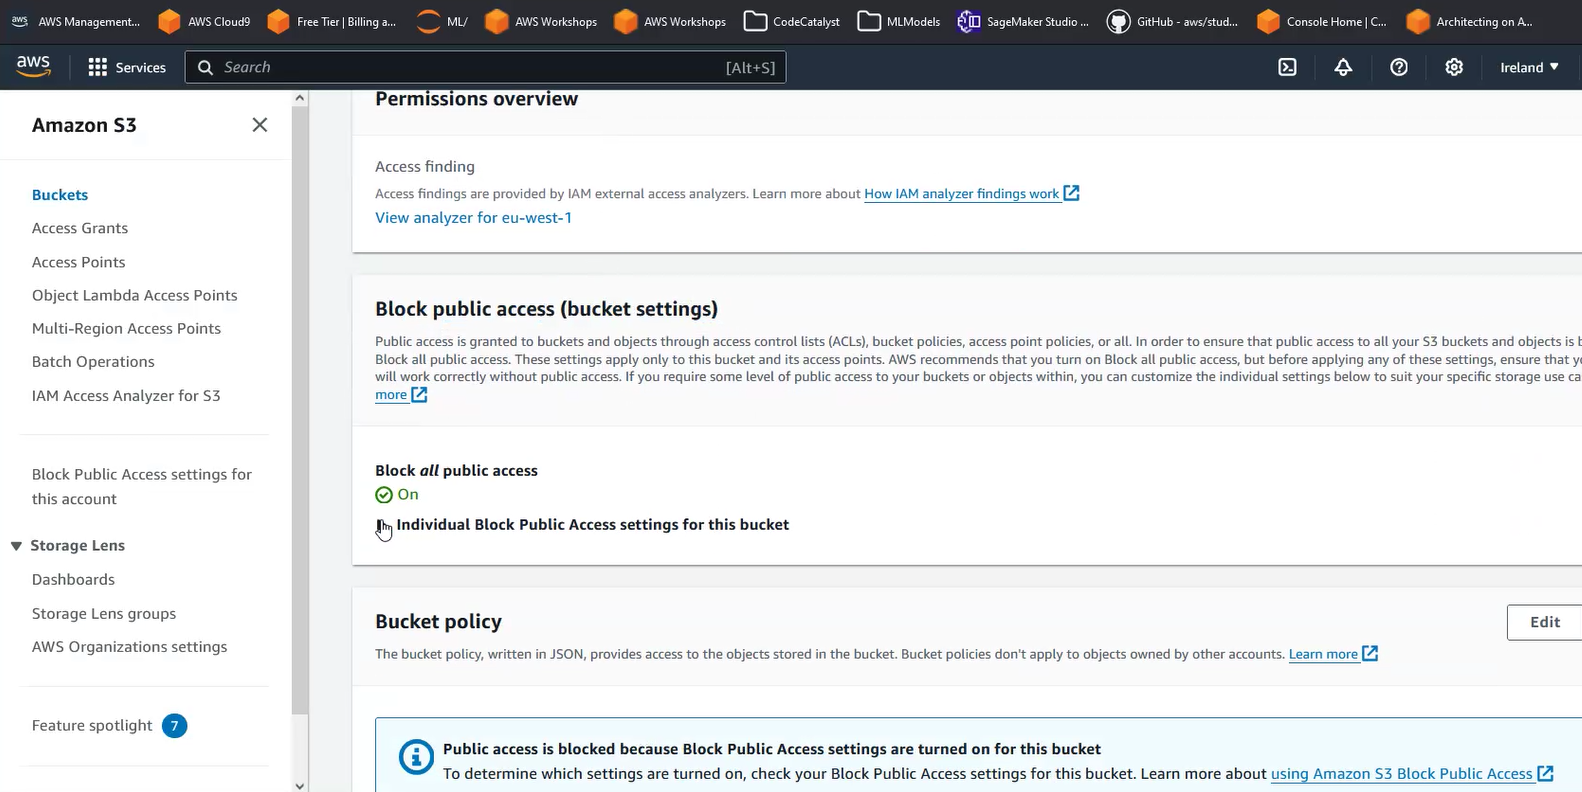 aws AWS Management...
AWS Cloud9
Free Tier | Billing a...
ML/
AWS Workshops
AWS Workshops
CodeCatalyst
MLModels
SageMaker Studio ...
GitHub - aws/stud...
Console Home | C...
Architecting on A...
aws
Services
Search
[Alt+S]
Ireland
Amazon S3
Buckets
Access Grants
Access Points
Object Lambda Access Points
Multi-Region Access Points
Batch Operations
IAM Access Analyzer for S3
Block Public Access settings for
this account
Storage Lens
Dashboards
Storage Lens groups
AWS Organizations settings
Feature spotlight 7
Permissions overview
Access finding
Access findings are provided by IAM external access analyzers. Learn more about How IAM analyzer findings work
View analyzer for eu-west-1
Block public access (bucket settings)
Public access is granted to buckets and objects through access control lists (ACLs), bucket policies, access point policies, or all. In order to ensure that public access to all your S3 buckets and objects is b
Block all public access. These settings apply only to this bucket and its access points. AWS recommends that you turn on Block all public access, but before applying any of these settings, ensure that y
will work correctly without public access. If you require some level of public access to your buckets or objects within, you can customize the individual settings below to suit your specific storage use ca
more
Block all public access
On
Individual Block Public Access settings for this bucket
Bucket policy
Edit
The bucket policy, written in JSON, provides access to the objects stored in the bucket. Bucket policies don't apply to objects owned by other accounts. Learn more
Public access is blocked because Block Public Access settings are turned on for this bucket
To determine which settings are turned on, check your Block Public Access settings for this bucket. Learn more about using Amazon S3 Block Public Access